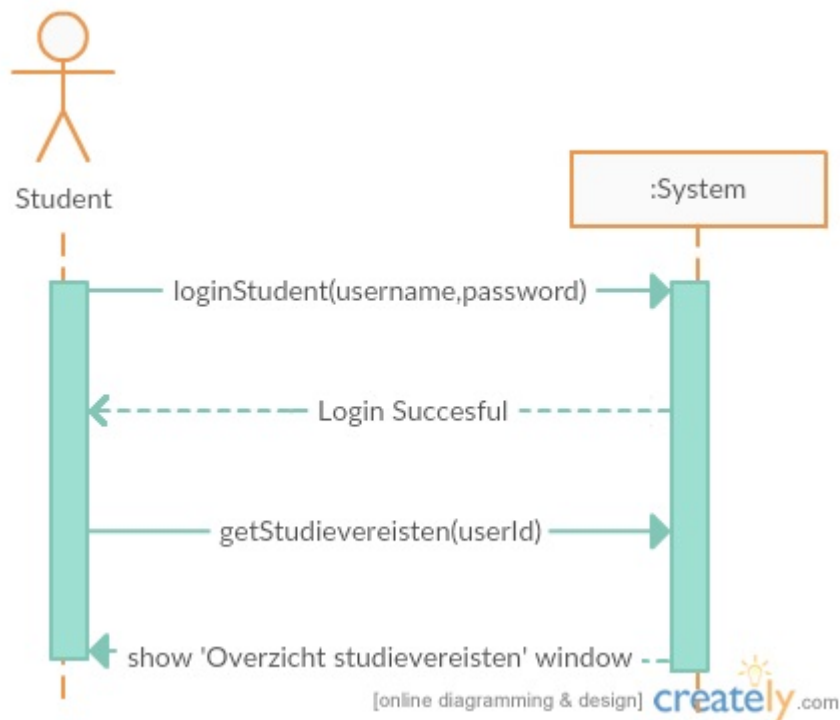 Student
:System
loginStudent(username,password)
Login Succesful
getStudievereisten(userId)
show 'Overzicht studievereisten' window
[online diagramming & design] creately.com